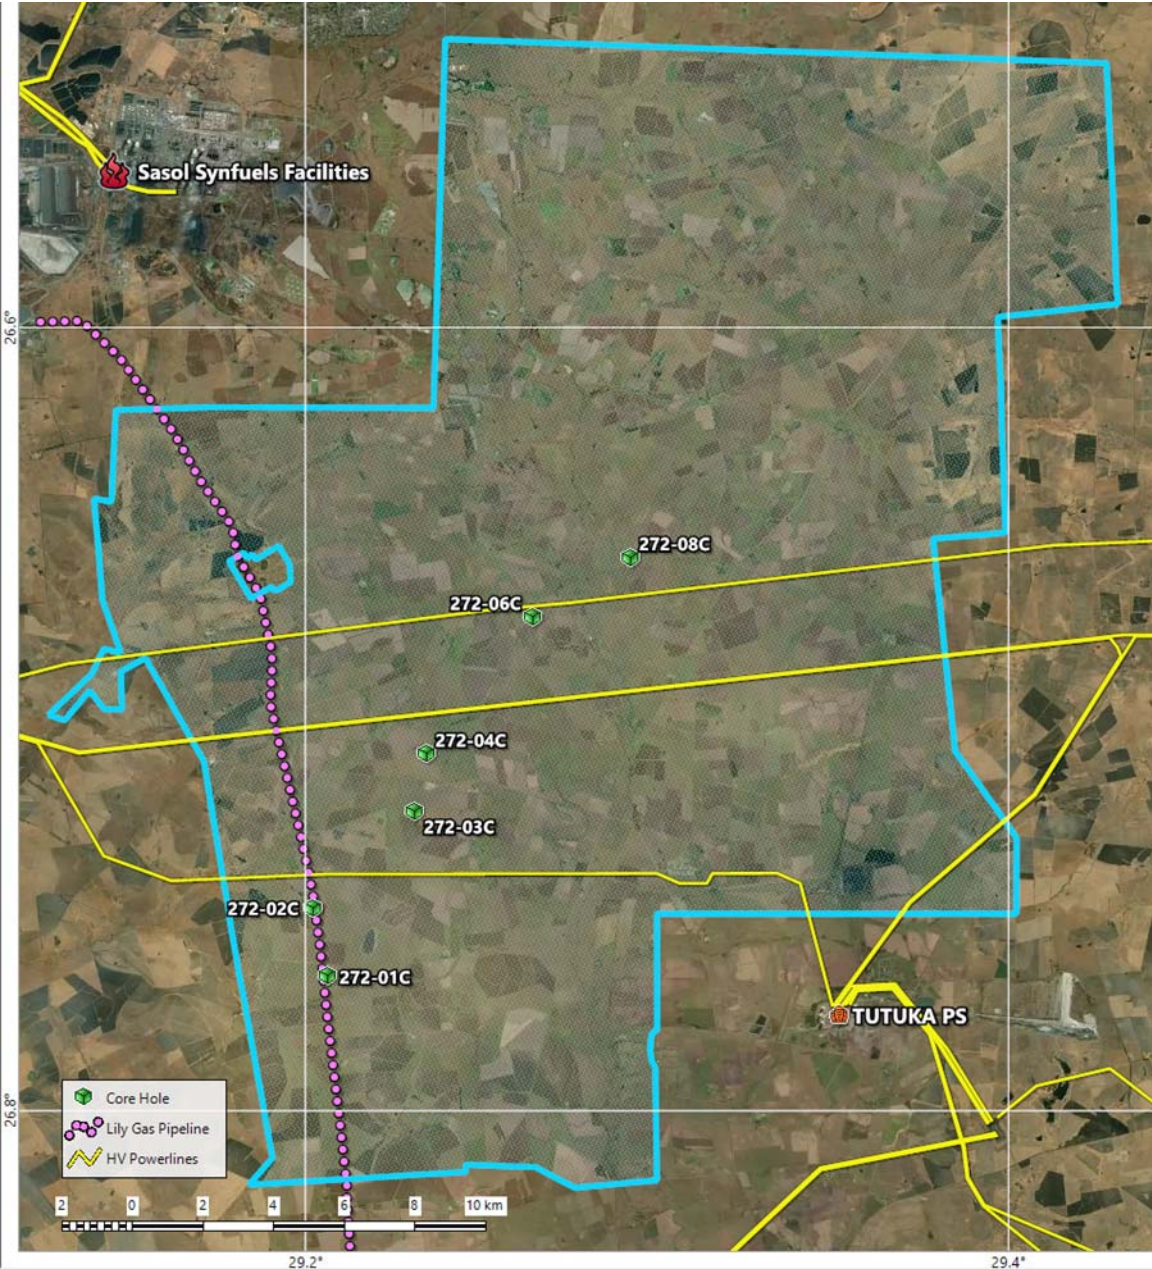 Sasol Synfuels Facilities
26.6°
272-08C
272-06C
272-04C
272-03C
272-02C
272-01C
TUTUKA PS
26.8°
Core Hole
Lily Gas Pipeline
HV Powerlines
2 0 2 4 6 8 10 km
29.2° 29.4°